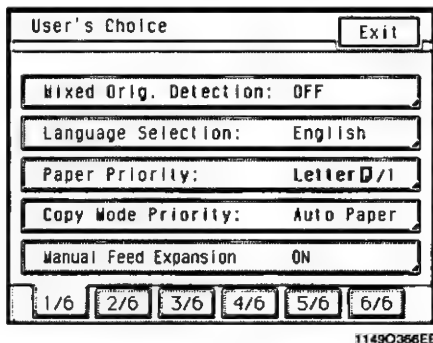 User's Choice Exit
Mixed Orig. Detection: OFF
Language Selection: English
Paper Priority: Letter/1
Copy Mode Priority: Auto Paper
Manual Feed Expansion ON
1/6 2/6 3/6 4/6 5/6 6/6
1149O366EE